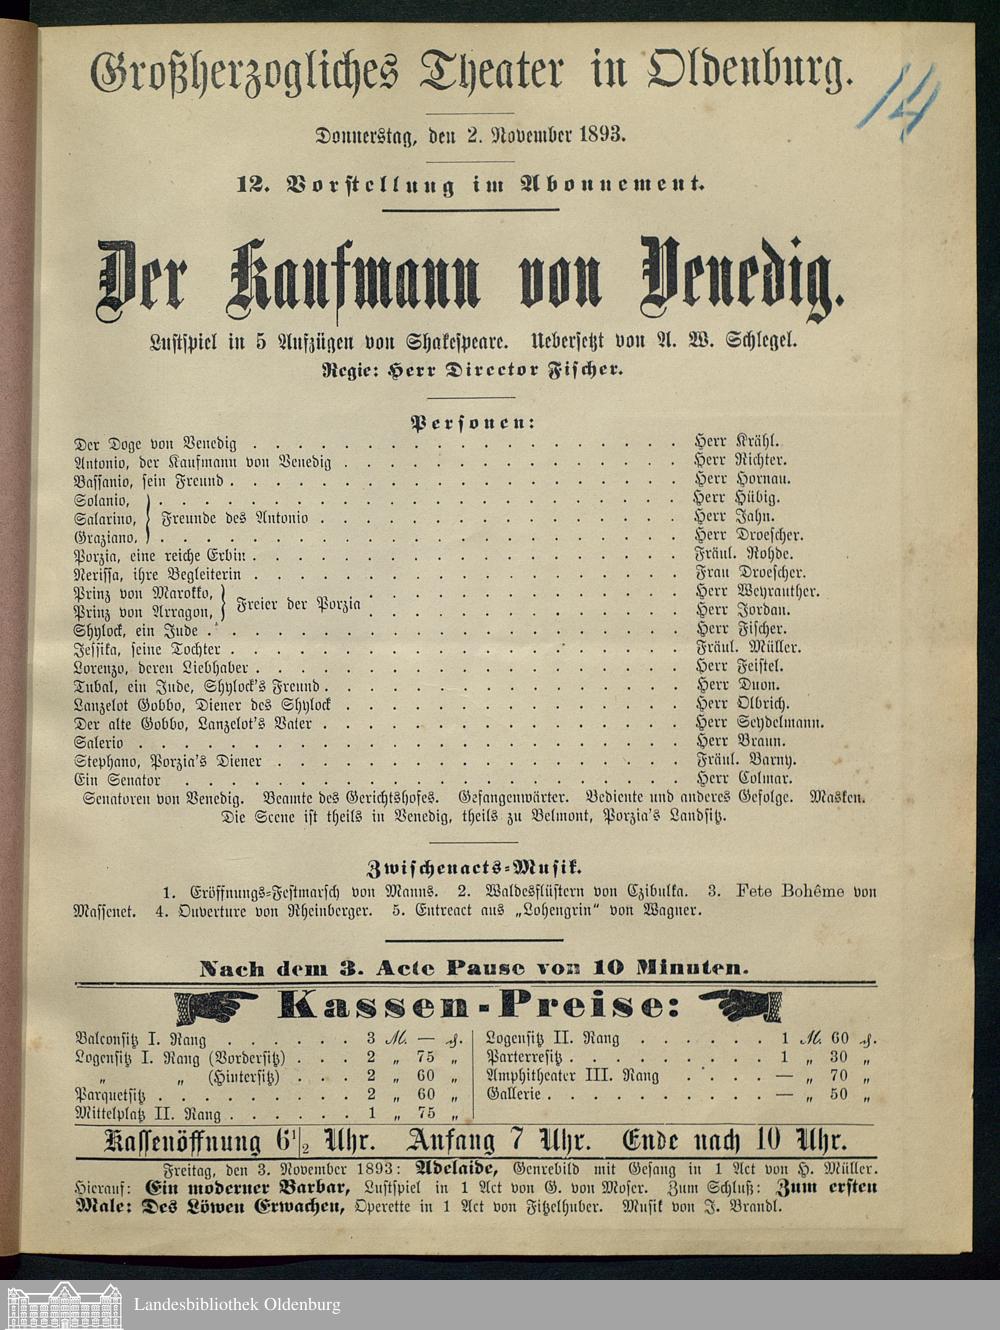 Großherzogliches Theater in Oldenburg.
14
Donnerstag, den 2. November 1893.
12. Vorstellung im Abonnement.
Der Kaufmann von Venedig.
Lustspiel in 5 Aufzügen von Shakespeare. Uebersetzt von A. W. Schlegel.
Regie: Herr Director Fischer.
Personen:
Der Doge von Venedig . . . . . Herr Krähl.
Antonio, der Kaufmann von Venedig . . . . . Herr Richter.
Bassanio, sein Freund . . . . . Herr Hornau.
Solanio, . . . . . Herr Hübig.
Salarino, } Freunde des Antonio . . . . . Herr Jahn.
Graziano, . . . . . Herr Droescher.
Porzia, eine reiche Erbin . . . . . Fräul. Rohde.
Nerissa, ihre Begleiterin . . . . . Frau Droescher.
Prinz von Marokko, } Freier der Porzia . . . . . Herr Weyrauther.
Prinz von Arragon, . . . . . Herr Jordan.
Shylock, ein Jude . . . . . Herr Fischer.
Jessika, seine Tochter . . . . . Fräul. Müller.
Lorenzo, deren Liebhaber . . . . . Herr Feistel.
Tubal, ein Jude, Shylock's Freund . . . . . Herr Duon.
Lanzelot Gobbo, Diener des Shylock . . . . . Herr Olbrich.
Der alte Gobbo, Lanzelot's Vater . . . . . Herr Seydelmann.
Salerio . . . . . Herr Braun.
Stephano, Porzia's Diener . . . . . Fräul. Barny.
Ein Senator . . . . . Herr Colmar.
Senatoren von Venedig. Beamte des Gerichtshofes. Gefangenwärter. Bediente und anderes Gefolge. Masken.
Die Scene ist theils in Venedig, theils zu Belmont, Porzia's Landsitz.
Zwischenacts-Musik.
1. Eröffnungs-Festmarsch von Manns. 2. Waldesflüstern von Czibulka. 3. Fete Bohême von
Massenet. 4. Ouverture von Rheinberger. 5. Entreact aus „Lohengrin" von Wagner.
Nach dem 3. Acte Pause von 10 Minuten.
Kassen-Preise:
Balconsitz I. Rang . . . . . 3 M. — ₰.
Logensitz I. Rang (Vordersitz) . . . 2 „ 75 „
„ „ (Hintersitz) . . . 2 „ 60 „
Parquetsitz . . . . . 2 „ 60 „
Mittelplatz II. Rang . . . . . 1 „ 75 „
Logensitz II. Rang . . . . . 1 M. 60 ₰.
Parterresitz . . . . . 1 „ 30 „
Amphitheater III. Rang . . . . — „ 70 „
Gallerie . . . . . — „ 50 „
Kassenöffnung 6 1/2 Uhr. Anfang 7 Uhr. Ende nach 10 Uhr.
Freitag, den 3. November 1893: Adelaide, Genrebild mit Gesang in 1 Act von H. Müller.
Hierauf: Ein moderner Barbar, Lustspiel in 1 Act von G. von Moser. Zum Schluß: Zum ersten
Male: Des Löwen Erwachen, Operette in 1 Act von Fitzelhuber. Musik von J. Brandl.
Landesbibliothek Oldenburg